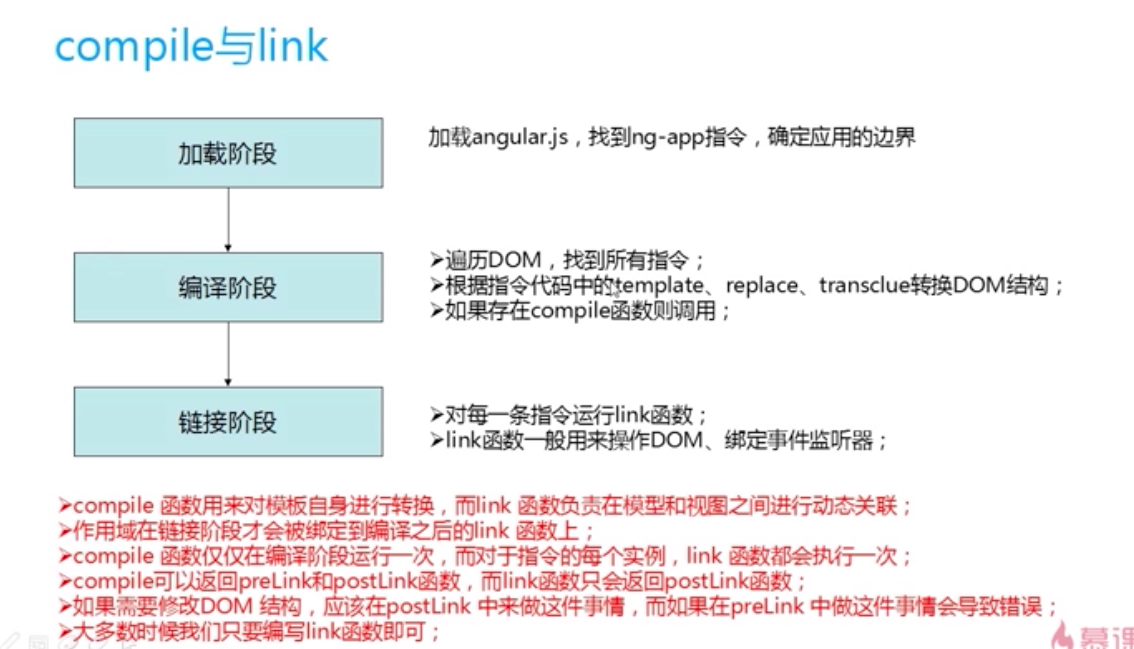 compile与link
加载阶段
加载angular.js，找到ng-app指令，确定应用的边界
编译阶段
➢遍历DOM，找到所有指令；
➢根据指令代码中的template、replace、transclue转换DOM结构；
➢如果存在compile函数则调用；
链接阶段
➢对每一条指令运行link函数；
➢link函数一般用来操作DOM、绑定事件监听器；
➢compile 函数用来对模板自身进行转换，而link 函数负责在模型和视图之间进行动态关联；
➢作用域在链接阶段才会被绑定到编译之后的link 函数上；
➢compile 函数仅仅在编译阶段运行一次，而对于指令的每个实例，link 函数都会执行一次；
➢compile可以返回preLink和postLink函数，而link函数只会返回postLink函数；
➢如果需要修改DOM 结构，应该在postLink 中来做这件事情，而如果在preLink 中做这件事情会导致错误；
➢大多数时候我们只要编写link函数即可；
慕课